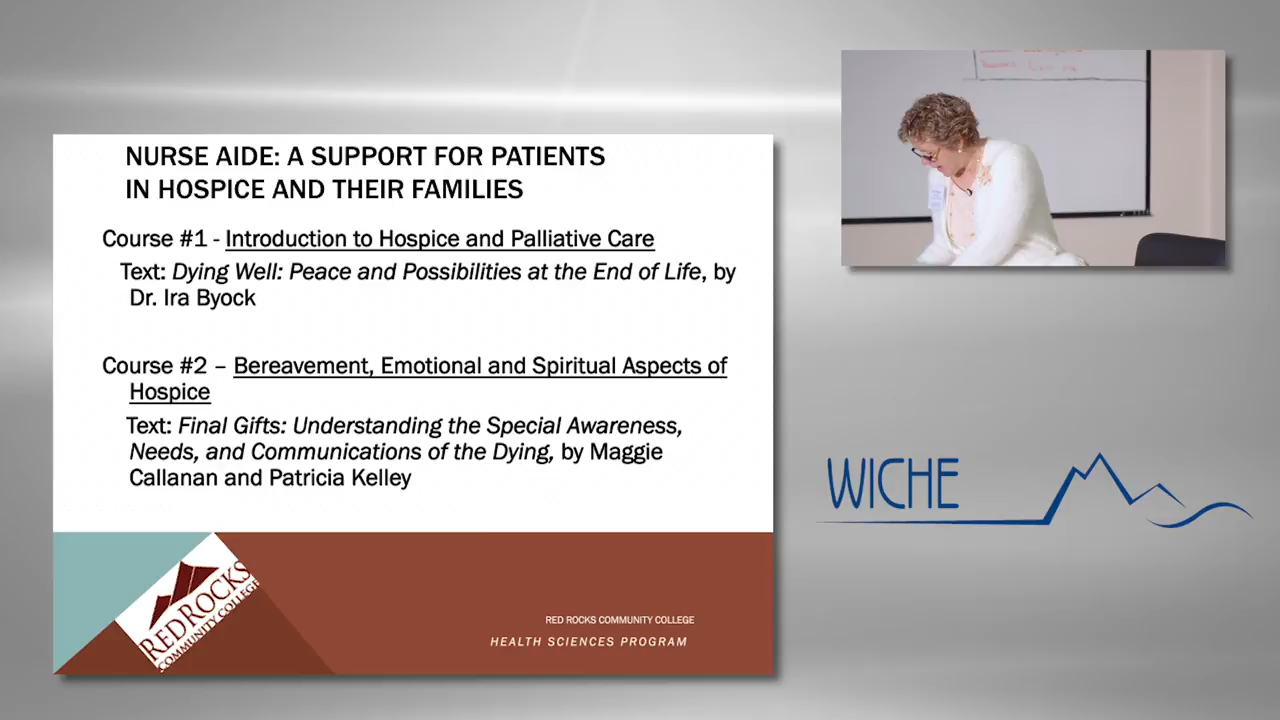 NURSE AIDE: A SUPPORT FOR PATIENTS
IN HOSPICE AND THEIR FAMILIES
Course #1 - Introduction to Hospice and Palliative Care
Text: Dying Well: Peace and Possibilities at the End of Life, by
Dr. Ira Byock
Course #2 – Bereavement, Emotional and Spiritual Aspects of
Hospice
Text: Final Gifts: Understanding the Special Awareness,
Needs, and Communications of the Dying, by Maggie
Callanan and Patricia Kelley
RED ROCKS
COMMUNITY COLLEGE
RED ROCKS COMMUNITY COLLEGE
HEALTH SCIENCES PROGRAM
WICHE